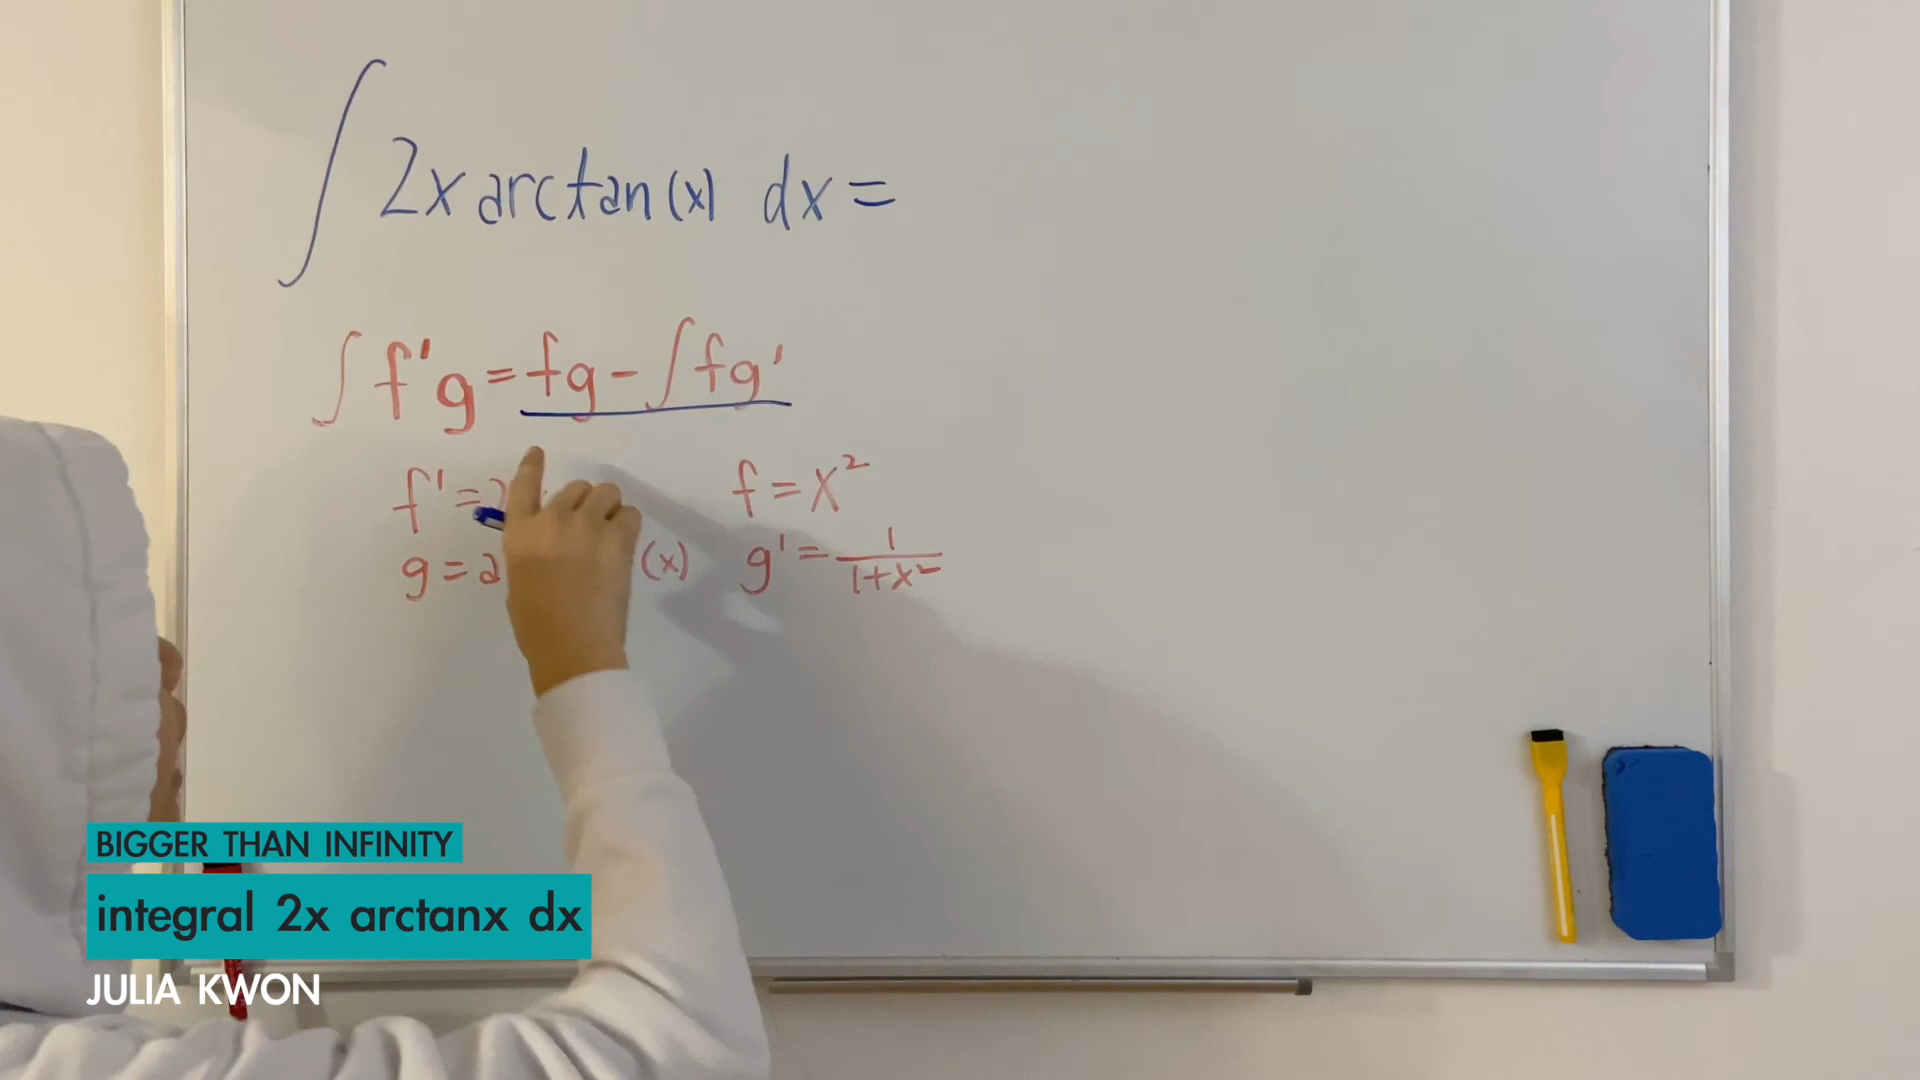 ∫ 2x arctan(x) dx =
∫ f'g = fg - ∫ fg'
f' = f = x²
g = (x) g' = 1/(1+x²)
BIGGER THAN INFINITY
integral 2x arctanx dx
JULIA KWON